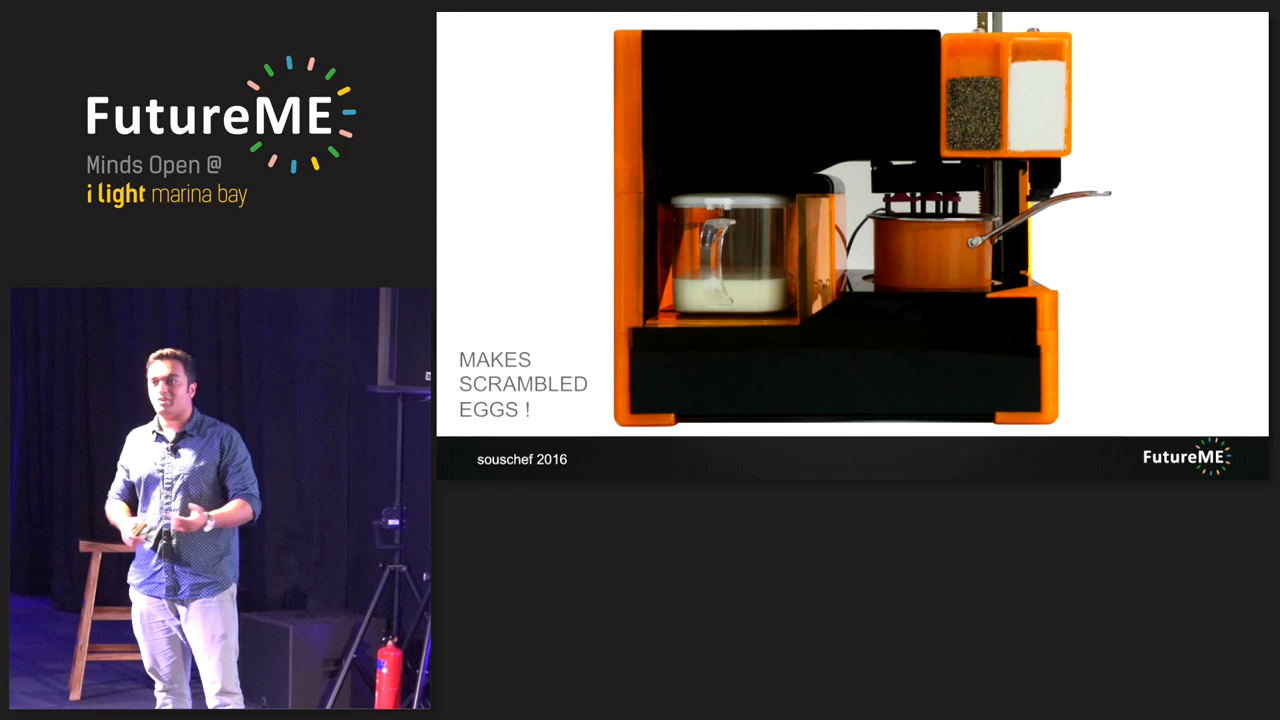 FutureME
Minds Open @
i light marina bay
MAKES
SCRAMBLED
EGGS !
souschef 2016
FutureME